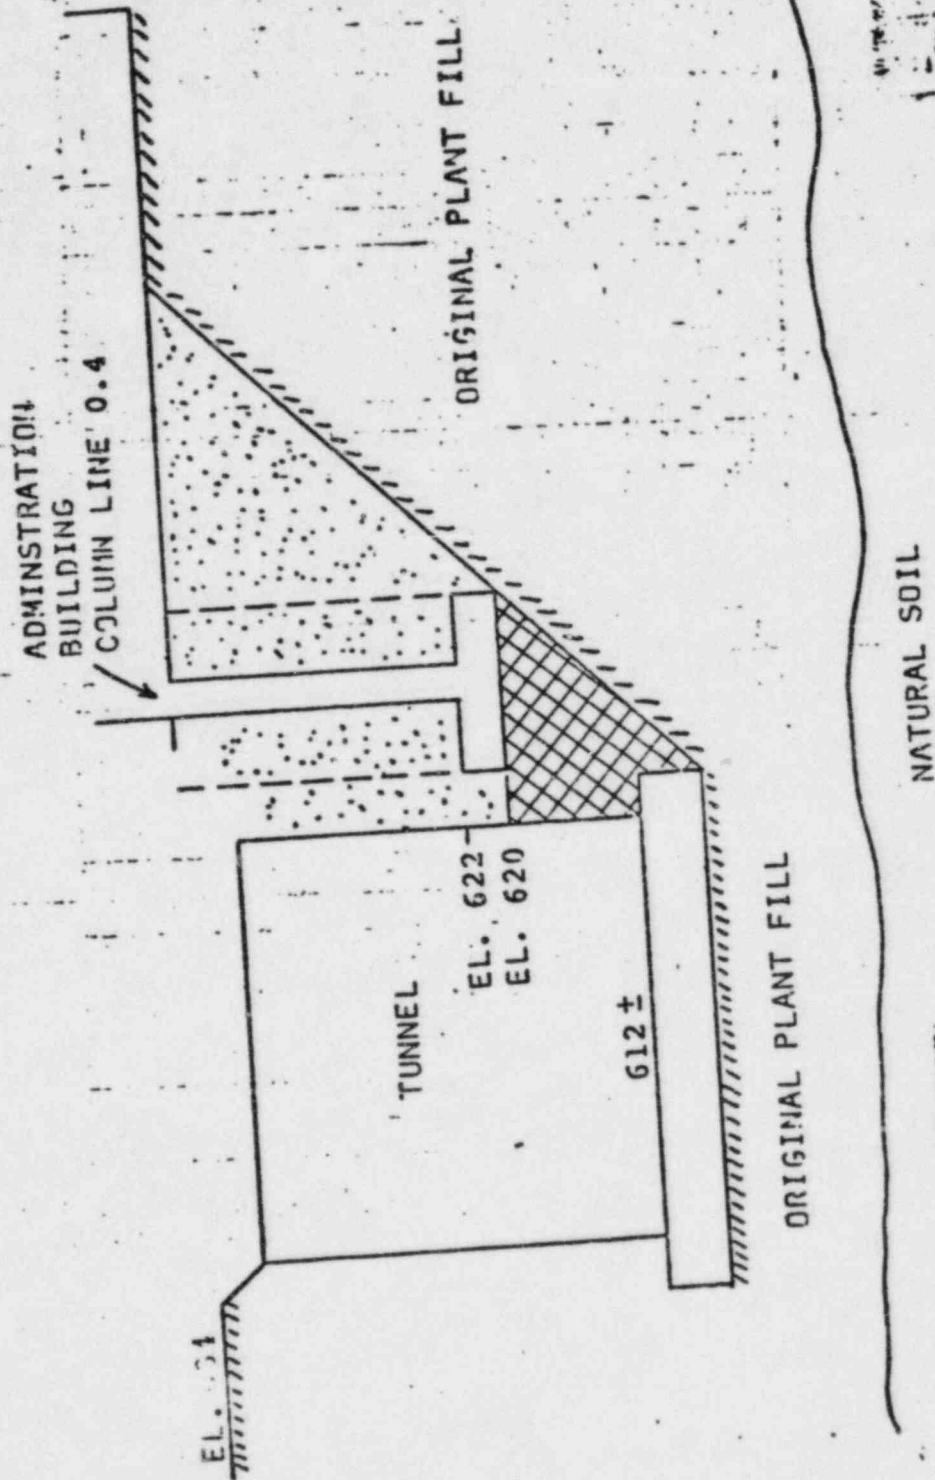 ADMINSTRATION
BUILDING
COLUMN LINE 0.4
ORIGINAL PLANT FILL
TUNNEL
EL. 622
EL. 620
612 ±
EL.
ORIGINAL PLANT FILL
NATURAL SOIL